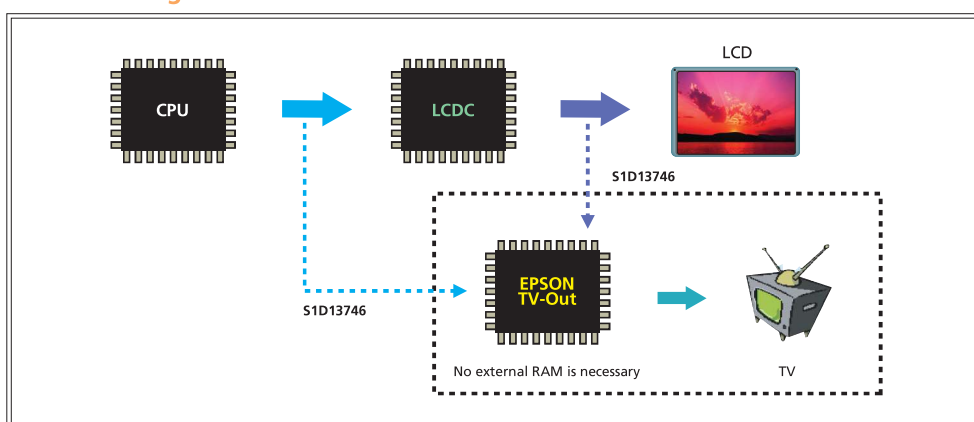 LCD
CPU
LCDC
S1D13746
EPSON
TV-Out
S1D13746
No external RAM is necessary
TV